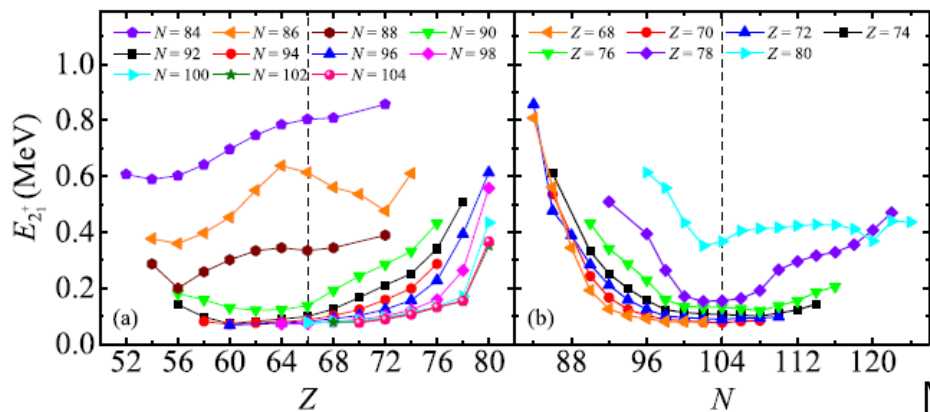 N = 84 N = 86 N = 88 N = 90
N = 92 N = 94 N = 96 N = 98
N = 100 N = 102 N = 104
Z = 68 Z = 70 Z = 72 Z = 74
Z = 76 Z = 78 Z = 80
E_{2_1^+} (MeV)
1.0
0.8
0.6
0.4
0.2
0.0
(a)
(b)
52 56 60 64 68 72 76 80
88 96 104 112 120
Z
N
N